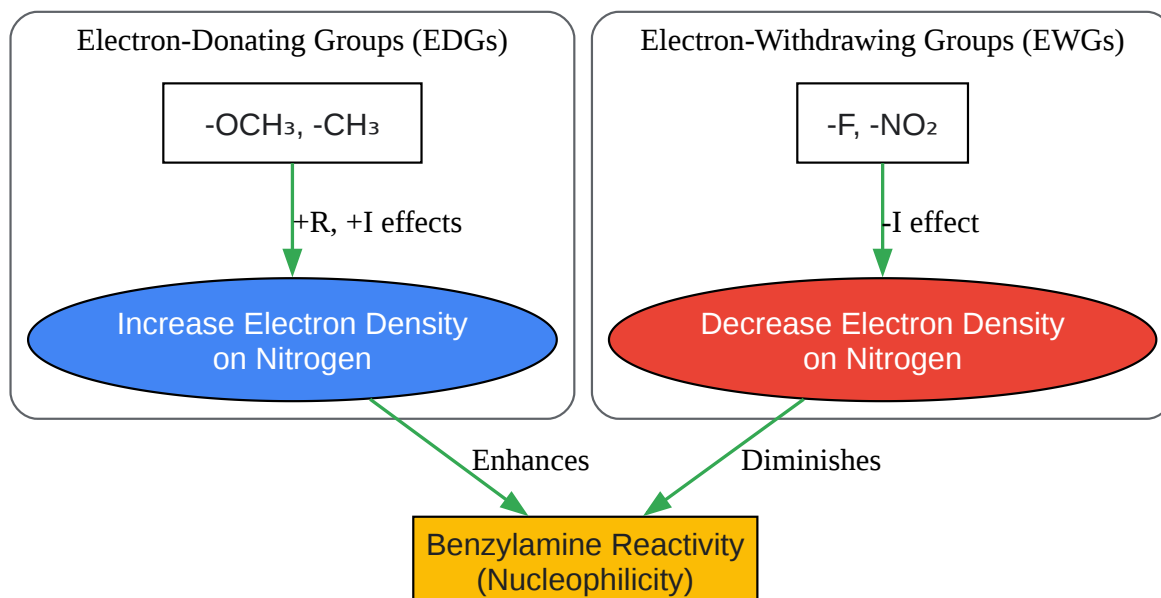 Electron-Donating Groups (EDGs)
-OCH₃, -CH₃
+R, +I effects
Increase Electron Density
on Nitrogen
Electron-Withdrawing Groups (EWGs)
-F, -NO₂
-I effect
Decrease Electron Density
on Nitrogen
Enhances
Diminishes
Benzylamine Reactivity
(Nucleophilicity)